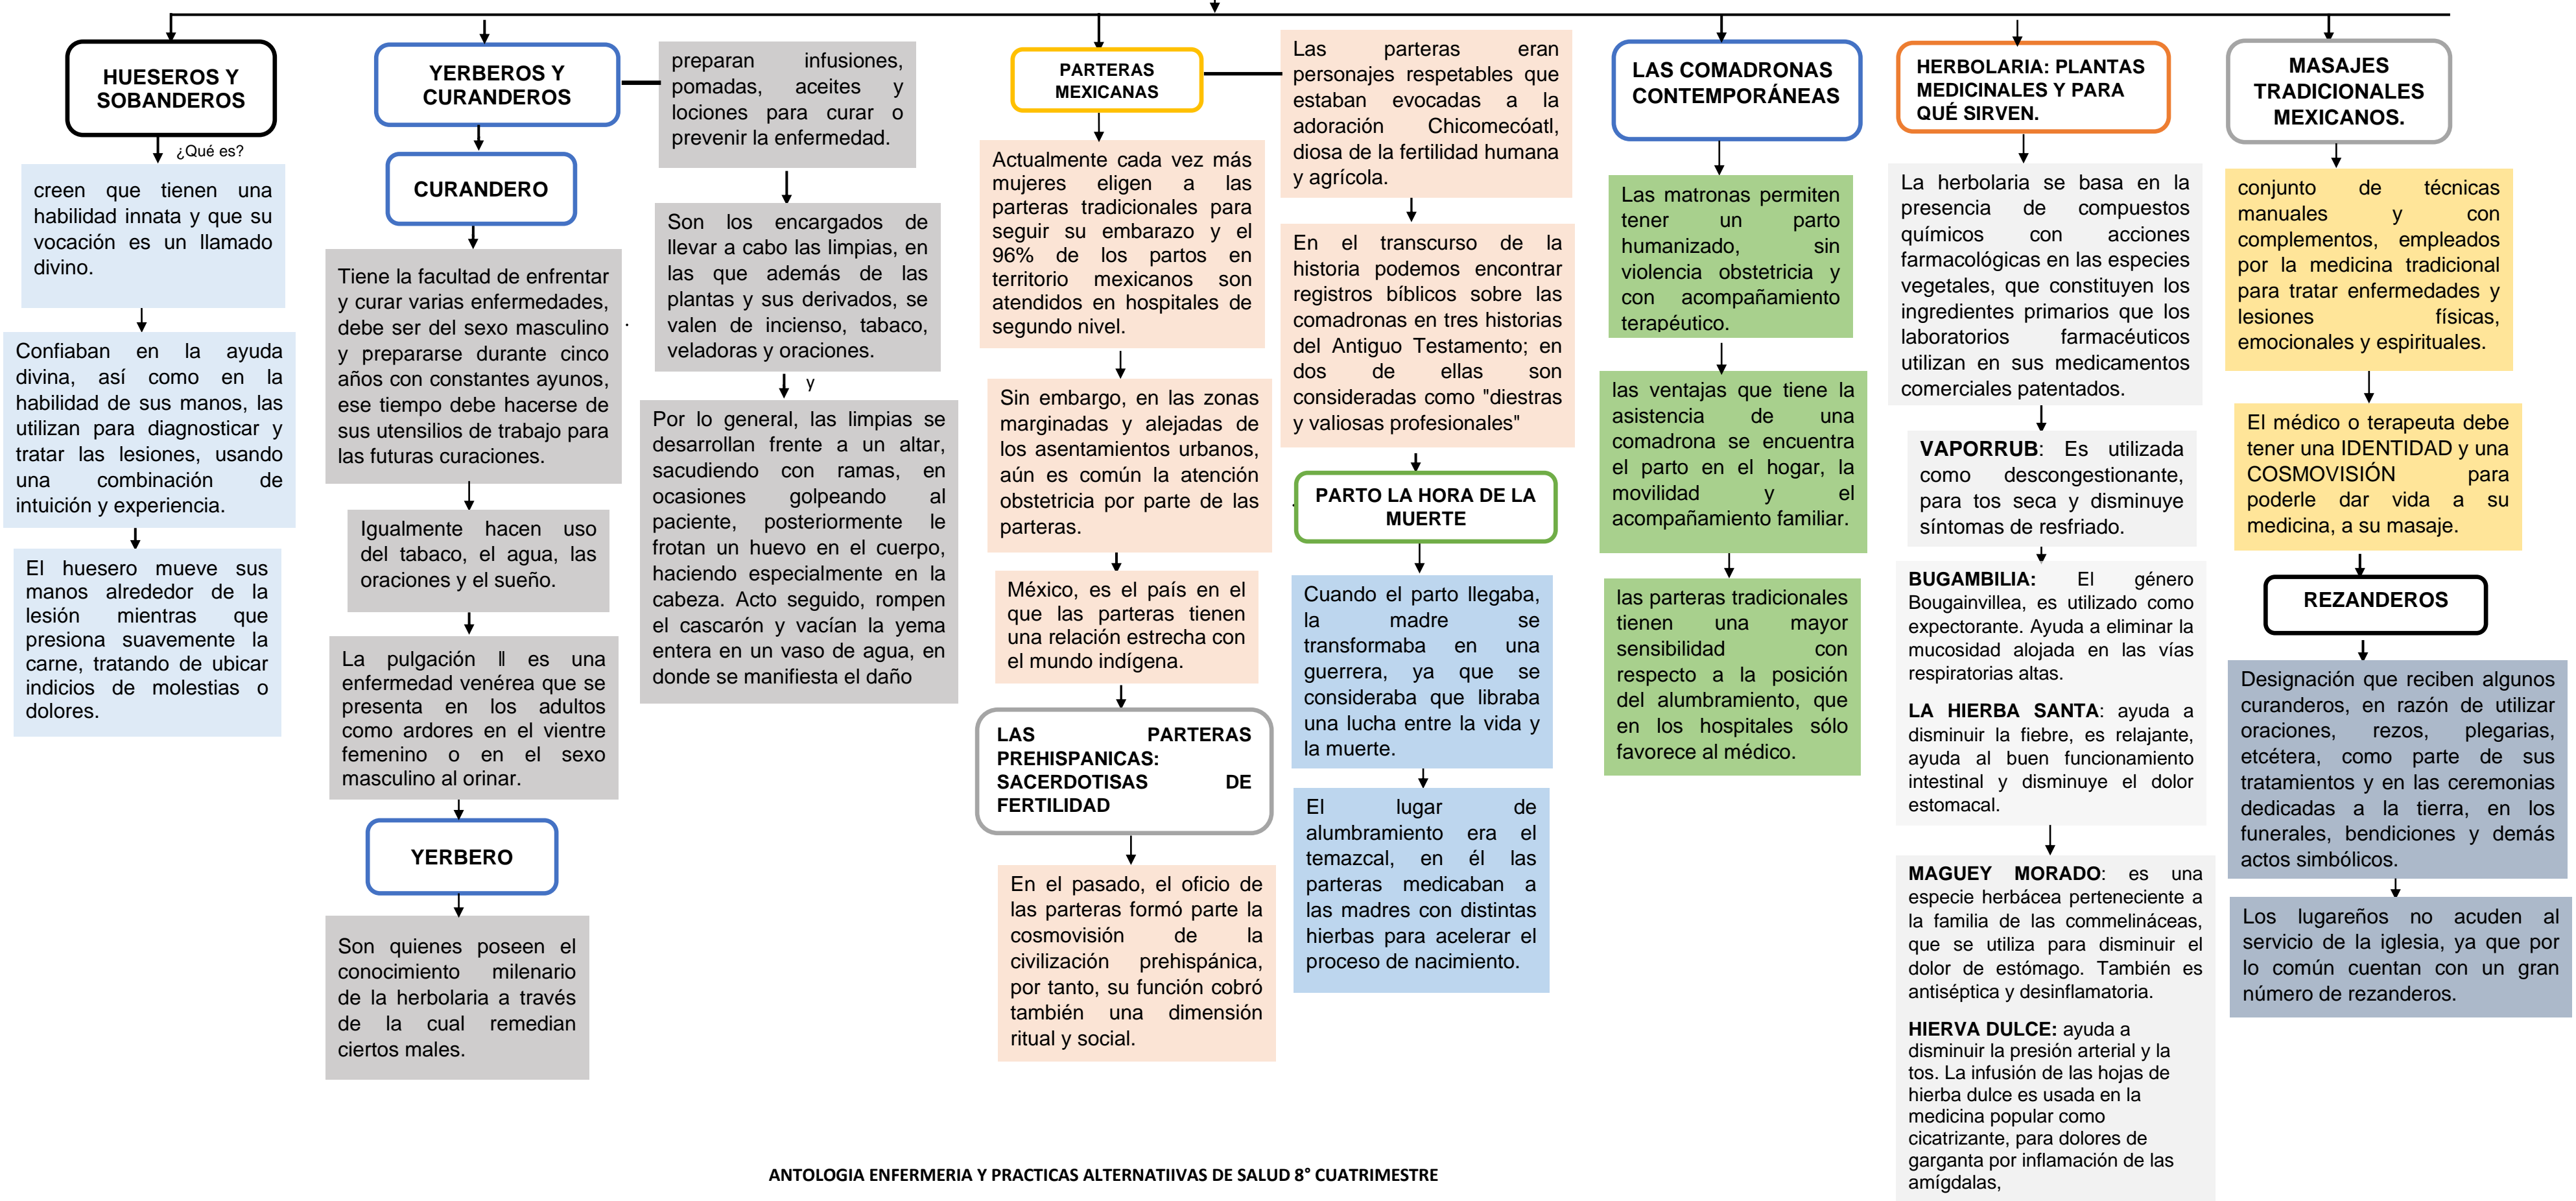 HUESEROS Y
SOBANDEROS
¿Qué es?
creen que tienen una
habilidad innata y que su
vocación es un llamado
divino.
Confiaban en la ayuda
divina, así como en la
habilidad de sus manos, las
utilizan para diagnosticar y
tratar las lesiones, usando
una combinación de
intuición y experiencia.
El huesero mueve sus
manos alrededor de la
lesión mientras que
presiona suavemente la
carne, tratando de ubicar
indicios de molestias o
dolores.
YERBEROS Y
CURANDEROS
CURANDERO
Tiene la facultad de enfrentar
y curar varias enfermedades,
debe ser del sexo masculino
y prepararse durante cinco
años con constantes ayunos,
ese tiempo debe hacerse de
sus utensilios de trabajo para
las futuras curaciones.
Igualmente hacen uso
del tabaco, el agua, las
oraciones y el sueño.
La pulgación ‖ es una
enfermedad venérea que se
presenta en los adultos
como ardores en el vientre
femenino o en el sexo
masculino al orinar.
YERBERO
Son quienes poseen el
conocimiento milenario
de la herbolaria a través
de la cual remedian
ciertos males.
preparan infusiones,
pomadas, aceites y
lociones para curar o
prevenir la enfermedad.
Son los encargados de
llevar a cabo las limpias, en
las que además de las
plantas y sus derivados, se
valen de incienso, tabaco,
veladoras y oraciones.
y
Por lo general, las limpias se
desarrollan frente a un altar,
sacudiendo con ramas, en
ocasiones golpeando al
paciente, posteriormente le
frotan un huevo en el cuerpo,
haciendo especialmente en la
cabeza. Acto seguido, rompen
el cascarón y vacían la yema
entera en un vaso de agua, en
donde se manifiesta el daño
PARTERAS
MEXICANAS
Actualmente cada vez más
mujeres eligen a las
parteras tradicionales para
seguir su embarazo y el
96% de los partos en
territorio mexicanos son
atendidos en hospitales de
segundo nivel.
Sin embargo, en las zonas
marginadas y alejadas de
los asentamientos urbanos,
aún es común la atención
obstetricia por parte de las
parteras.
México, es el país en el
que las parteras tienen
una relación estrecha con
el mundo indígena.
LAS PARTERAS
PREHISPANICAS:
SACERDOTISAS DE
FERTILIDAD
En el pasado, el oficio de
las parteras formó parte la
cosmovisión de la
civilización prehispánica,
por tanto, su función cobró
también una dimensión
ritual y social.
Las parteras eran
personajes respetables que
estaban evocadas a la
adoración Chicomecóatl,
diosa de la fertilidad humana
y agrícola.
En el transcurso de la
historia podemos encontrar
registros bíblicos sobre las
comadronas en tres historias
del Antiguo Testamento; en
dos de ellas son
consideradas como "diestras
y valiosas profesionales"
PARTO LA HORA DE LA
MUERTE
Cuando el parto llegaba,
la madre se
transformaba en una
guerrera, ya que se
consideraba que libraba
una lucha entre la vida y
la muerte.
El lugar de
alumbramiento era el
temazcal, en él las
parteras medicaban a
las madres con distintas
hierbas para acelerar el
proceso de nacimiento.
LAS COMADRONAS
CONTEMPORÁNEAS
Las matronas permiten
tener un parto
humanizado, sin
violencia obstetricia y
con acompañamiento
terapéutico.
las ventajas que tiene la
asistencia de una
comadrona se encuentra
el parto en el hogar, la
movilidad y el
acompañamiento familiar.
las parteras tradicionales
tienen una mayor
sensibilidad con
respecto a la posición
del alumbramiento, que
en los hospitales sólo
favorece al médico.
HERBOLARIA: PLANTAS
MEDICINALES Y PARA
QUÉ SIRVEN.
La herbolaria se basa en la
presencia de compuestos
químicos con acciones
farmacológicas en las especies
vegetales, que constituyen los
ingredientes primarios que los
laboratorios farmacéuticos
utilizan en sus medicamentos
comerciales patentados.
VAPORRUB: Es utilizada
como descongestionante,
para tos seca y disminuye
síntomas de resfriado.
BUGAMBILIA: El género
Bougainvillea, es utilizado como
expectorante. Ayuda a eliminar la
mucosidad alojada en las vías
respiratorias altas.
LA HIERBA SANTA: ayuda a
disminuir la fiebre, es relajante,
ayuda al buen funcionamiento
intestinal y disminuye el dolor
estomacal.
MAGUEY MORADO: es una
especie herbácea perteneciente a
la familia de las commelináceas,
que se utiliza para disminuir el
dolor de estómago. También es
antiséptica y desinflamatoria.
HIERVA DULCE: ayuda a
disminuir la presión arterial y la
tos. La infusión de las hojas de
hierba dulce es usada en la
medicina popular como
cicatrizante, para dolores de
garganta por inflamación de las
amígdalas,
MASAJES
TRADICIONALES
MEXICANOS.
conjunto de técnicas
manuales y con
complementos, empleados
por la medicina tradicional
para tratar enfermedades y
lesiones físicas,
emocionales y espirituales.
El médico o terapeuta debe
tener una IDENTIDAD y una
COSMOVISIÓN para
poderle dar vida a su
medicina, a su masaje.
REZANDEROS
Designación que reciben algunos
curanderos, en razón de utilizar
oraciones, rezos, plegarias,
etcétera, como parte de sus
tratamientos y en las ceremonias
dedicadas a la tierra, en los
funerales, bendiciones y demás
actos simbólicos.
Los lugareños no acuden al
servicio de la iglesia, ya que por
lo común cuentan con un gran
número de rezanderos.
ANTOLOGIA ENFERMERIA Y PRACTICAS ALTERNATIIVAS DE SALUD 8° CUATRIMESTRE